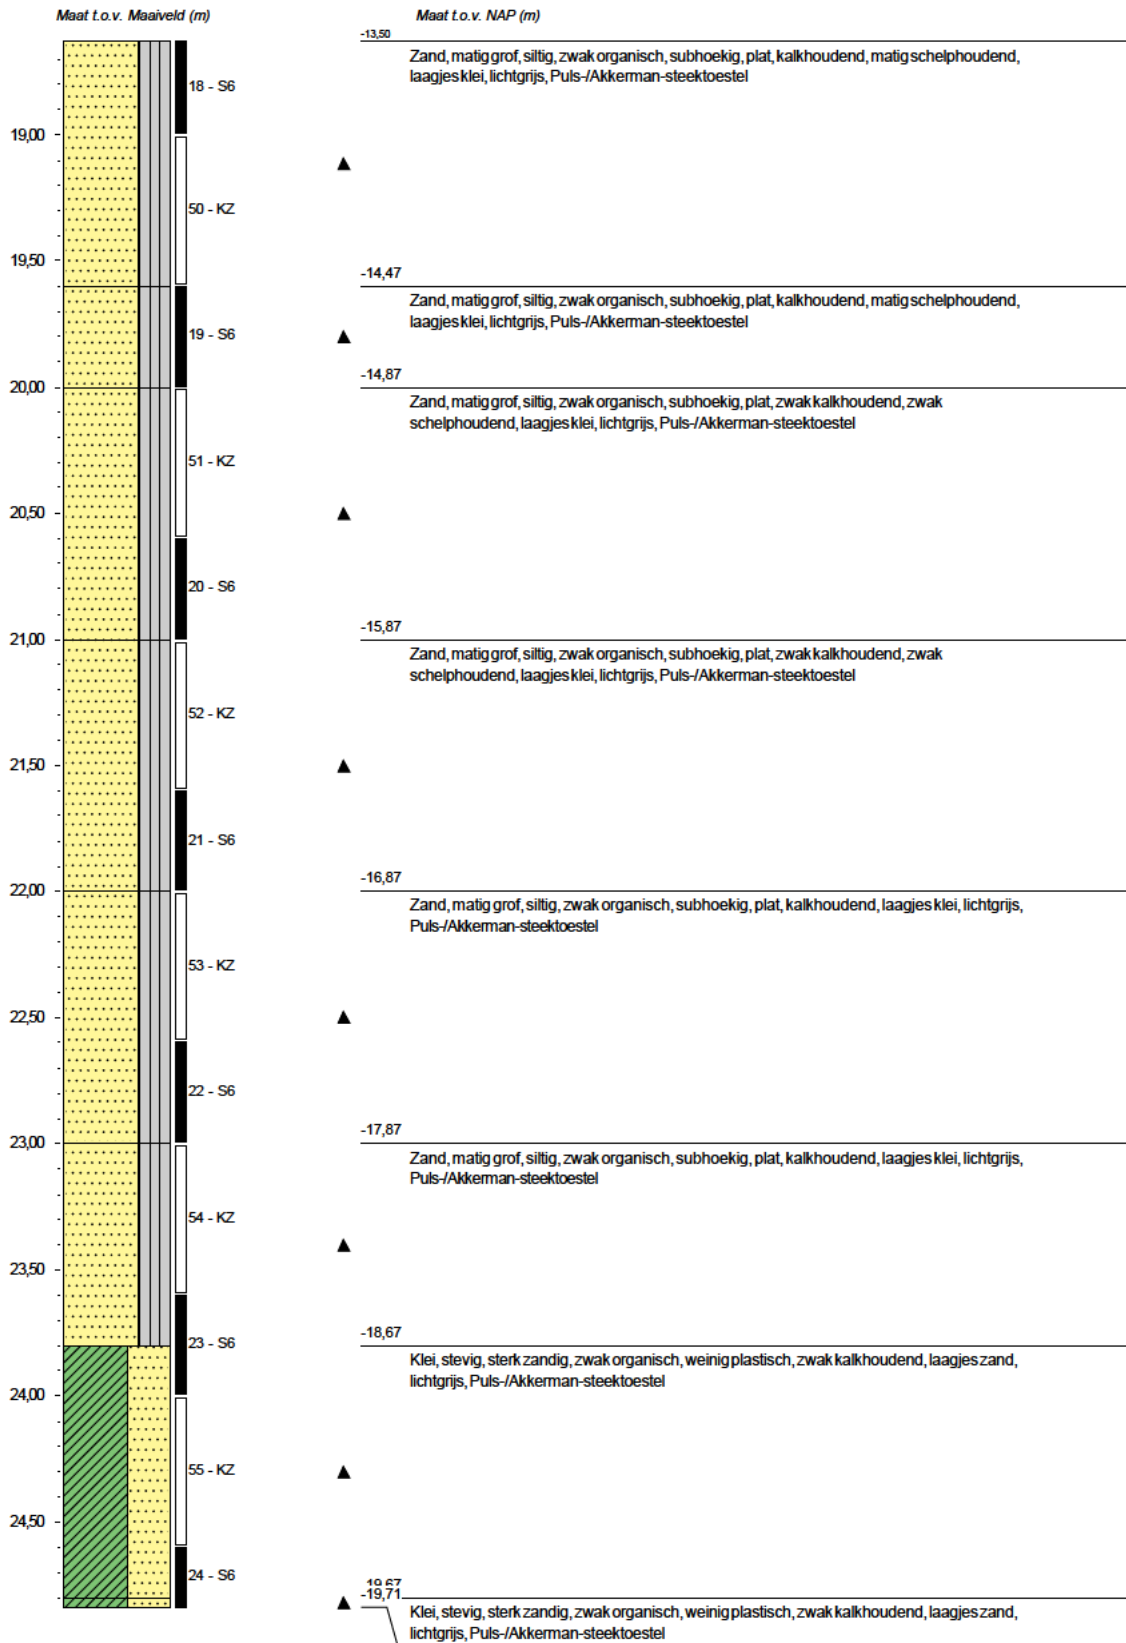 Maat t.o.v. Maaiveld (m)
Maat t.o.v. NAP (m)
-13,50
Zand, matig grof, siltig, zwak organisch, subhoekig, plat, kalkhoudend, matig schelphoudend,
laagjes klei, lichtgrijs, Puls-/Akkerman-steektoestel
18 - S6
19,00
50 - KZ
19,50
-14,47
Zand, matig grof, siltig, zwak organisch, subhoekig, plat, kalkhoudend, matig schelphoudend,
laagjes klei, lichtgrijs, Puls-/Akkerman-steektoestel
19 - S6
20,00
-14,87
Zand, matig grof, siltig, zwak organisch, subhoekig, plat, zwak kalkhoudend, zwak
schelphoudend, laagjes klei, lichtgrijs, Puls-/Akkerman-steektoestel
51 - KZ
20,50
20 - S6
-15,87
21,00
Zand, matig grof, siltig, zwak organisch, subhoekig, plat, zwak kalkhoudend, zwak
schelphoudend, laagjes klei, lichtgrijs, Puls-/Akkerman-steektoestel
52 - KZ
21,50
21 - S6
-16,87
22,00
Zand, matig grof, siltig, zwak organisch, subhoekig, plat, kalkhoudend, laagjes klei, lichtgrijs,
Puls-/Akkerman-steektoestel
53 - KZ
22,50
22 - S6
-17,87
23,00
Zand, matig grof, siltig, zwak organisch, subhoekig, plat, kalkhoudend, laagjes klei, lichtgrijs,
Puls-/Akkerman-steektoestel
54 - KZ
23,50
-18,67
23 - S6
Klei, stevig, sterk zandig, zwak organisch, weinig plastisch, zwak kalkhoudend, laagjes zand,
lichtgrijs, Puls-/Akkerman-steektoestel
24,00
55 - KZ
24,50
24 - S6
-19,67
-19,71
Klei, stevig, sterk zandig, zwak organisch, weinig plastisch, zwak kalkhoudend, laagjes zand,
lichtgrijs, Puls-/Akkerman-steektoestel